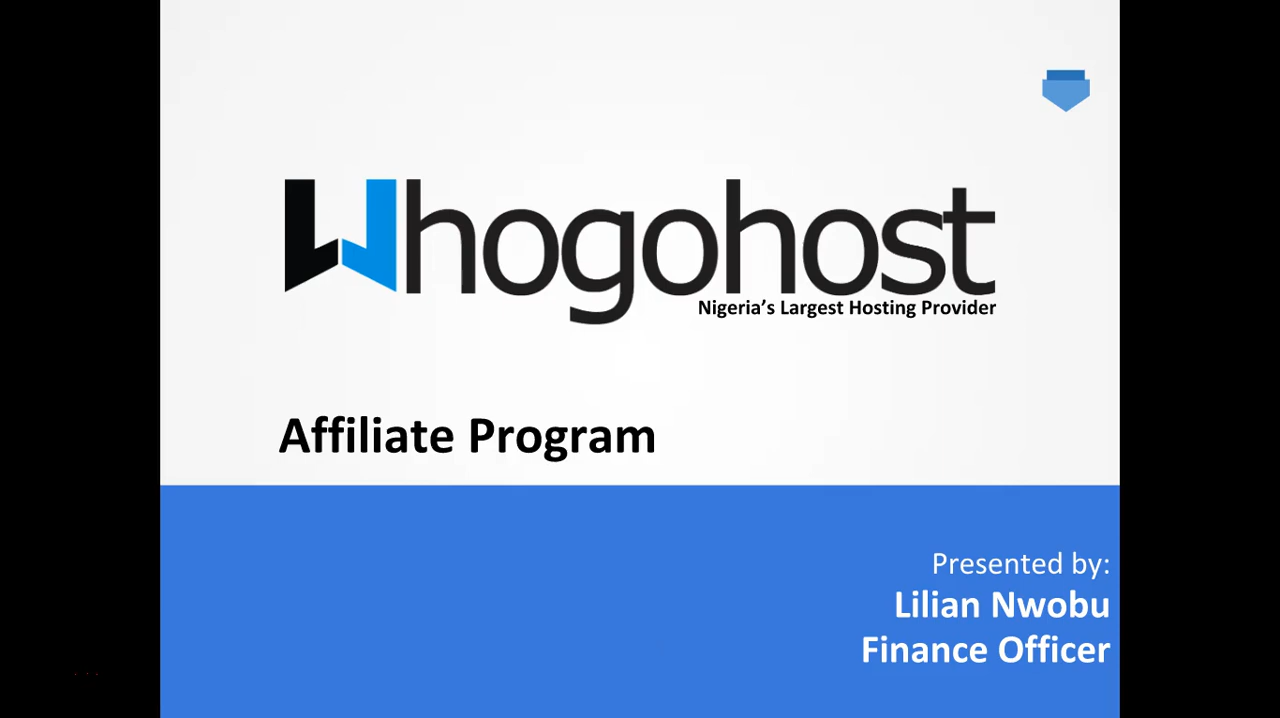 Whogohost
Nigeria's Largest Hosting Provider
Affiliate Program
Presented by:
Lilian Nwobu
Finance Officer